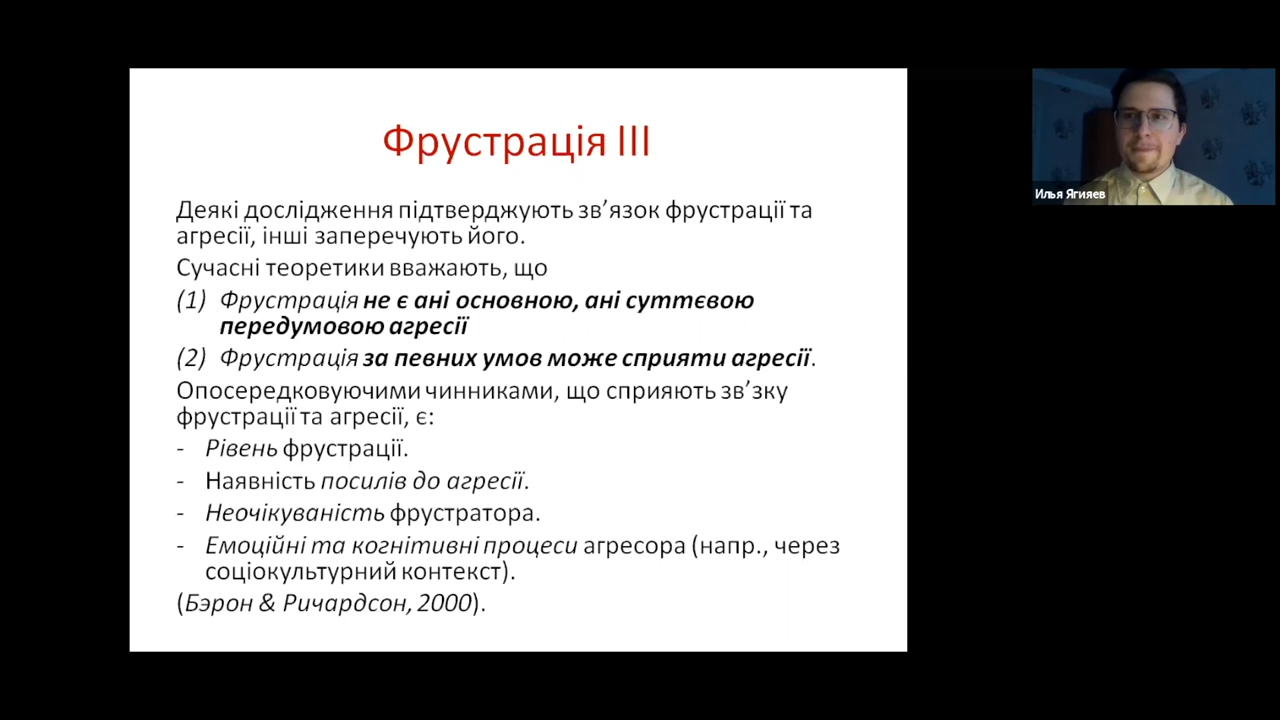 Фрустрація III
Деякі дослідження підтверджують зв’язок фрустрації та
агресії, інші заперечують його.
Сучасні теоретики вважають, що
(1) Фрустрація не є ані основною, ані суттєвою
передумовою агресії
(2) Фрустрація за певних умов може сприяти агресії.
Опосередковуючими чинниками, що сприяють зв’зку
фрустрації та агресії, є:
- Рівень фрустрації.
- Наявність посилів до агресії.
- Неочікуваність фрустратора.
- Емоційні та когнітивні процеси агресора (напр., через
соціокультурний контекст).
(Бэрон & Ричардсон, 2000).
Илья Ягияев